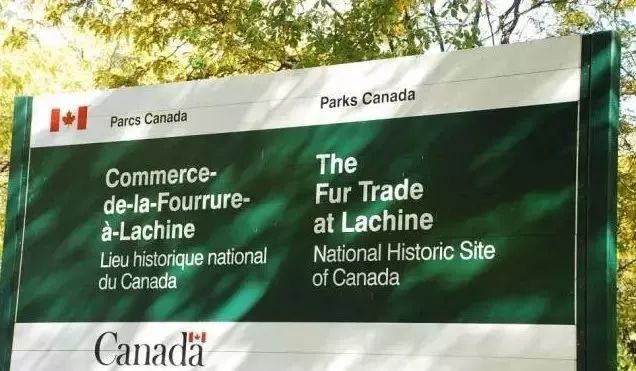 Parcs Canada
Commerce-
de-la-Fourrure-
à-Lachine
Lieu historique national
du Canada
Parks Canada
The
Fur Trade
at Lachine
National Historic Site
of Canada
Canada